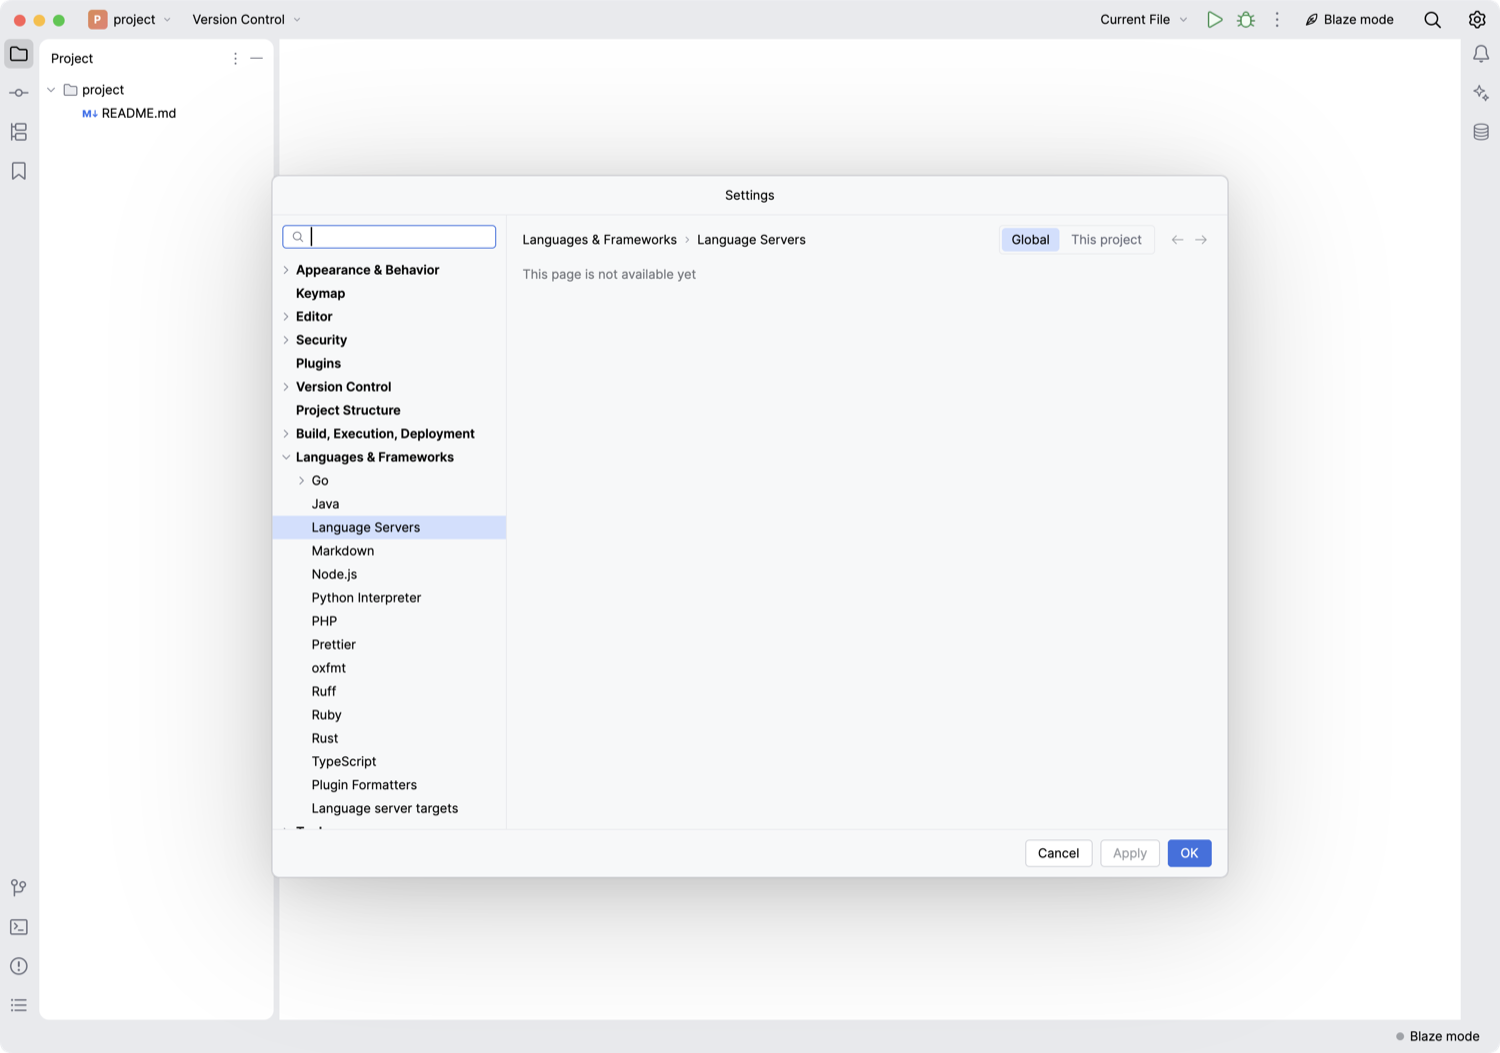 P project Version Control Current File Blaze mode
Project
project
M↓ README.md
Settings
Languages & Frameworks › Language Servers Global This project
This page is not available yet
Appearance & Behavior
Keymap
Editor
Security
Plugins
Version Control
Project Structure
Build, Execution, Deployment
Languages & Frameworks
Go
Java
Language Servers
Markdown
Node.js
Python Interpreter
PHP
Prettier
oxfmt
Ruff
Ruby
Rust
TypeScript
Plugin Formatters
Language server targets
Cancel Apply OK
Blaze mode